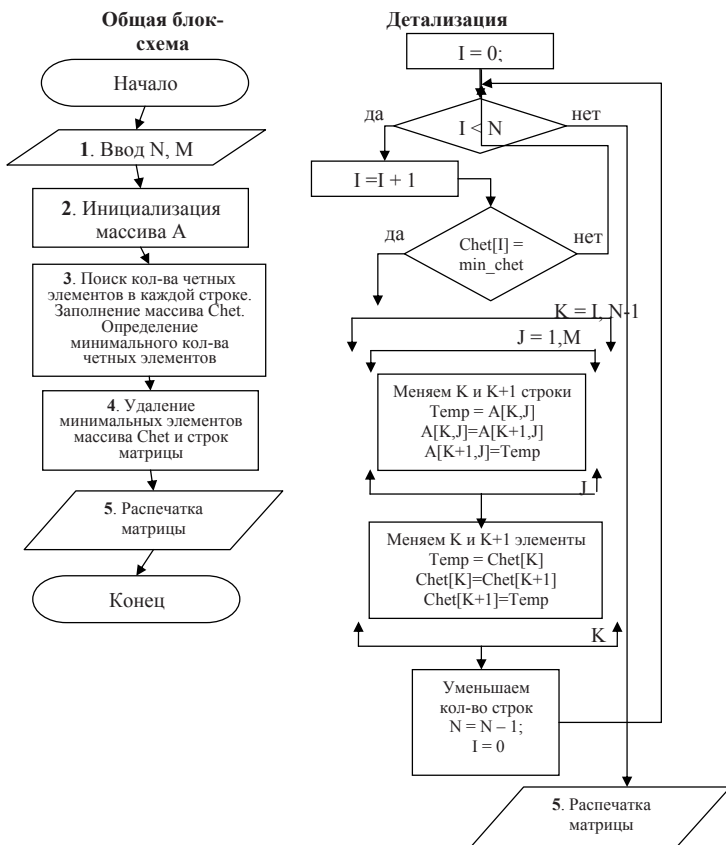 Общая блок-
схема
Начало
1. Ввод N, M
2. Инициализация
массива А
3. Поиск кол-ва четных
элементов в каждой строке.
Заполнение массива Chet.
Определение
минимального кол-ва
четных элементов
4. Удаление
минимальных элементов
массива Chet и строк
матрицы
5. Распечатка
матрицы
Конец
Детализация
I = 0;
да
I < N
нет
I =I + 1
да
Chet[I] =
min_chet
нет
K = I, N-1
J = 1,M
Меняем K и K+1 строки
Temp = A[K,J]
A[K,J]=A[K+1,J]
A[K+1,J]=Temp
J
Меняем K и K+1 элементы
Temp = Chet[K]
Chet[K]=Chet[K+1]
Chet[K+1]=Temp
K
Уменьшаем
кол-во строк
N = N – 1;
I = 0
5. Распечатка
матрицы